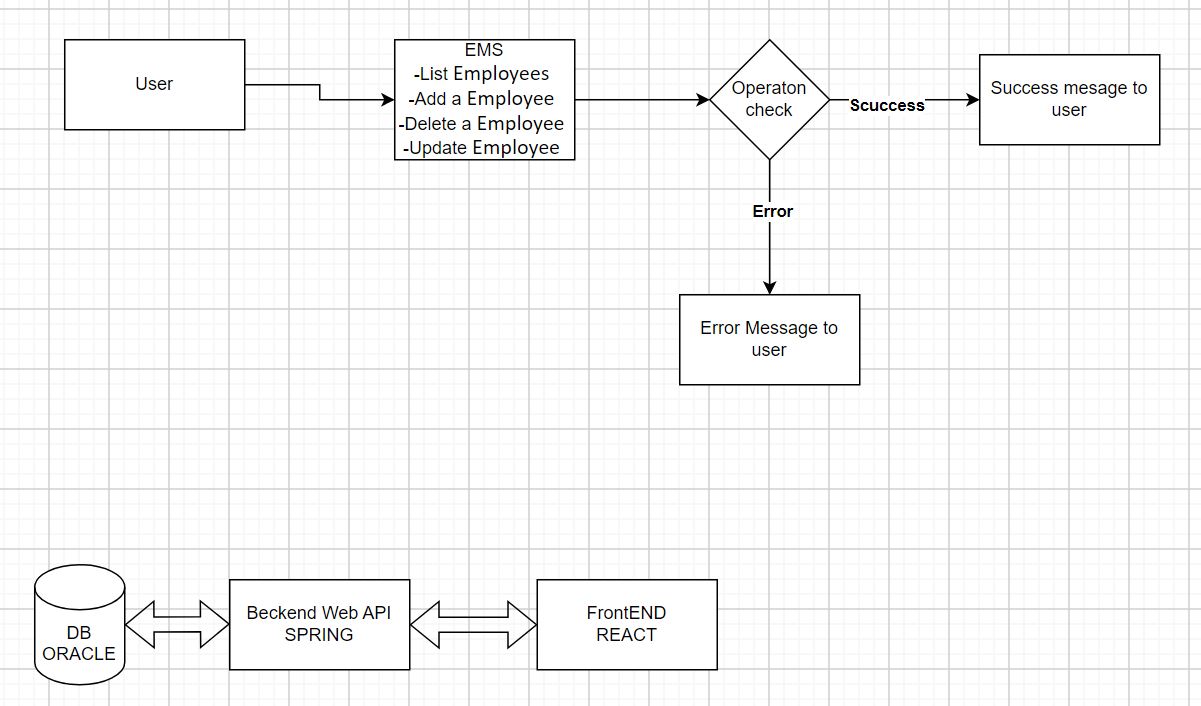 User
EMS
-List Employees
-Add a Employee
-Delete a Employee
-Update Employee
Operaton
check
Scuccess
Success mesage to
user
Error
Error Message to
user
DB
ORACLE
Beckend Web API
SPRING
FrontEND
REACT